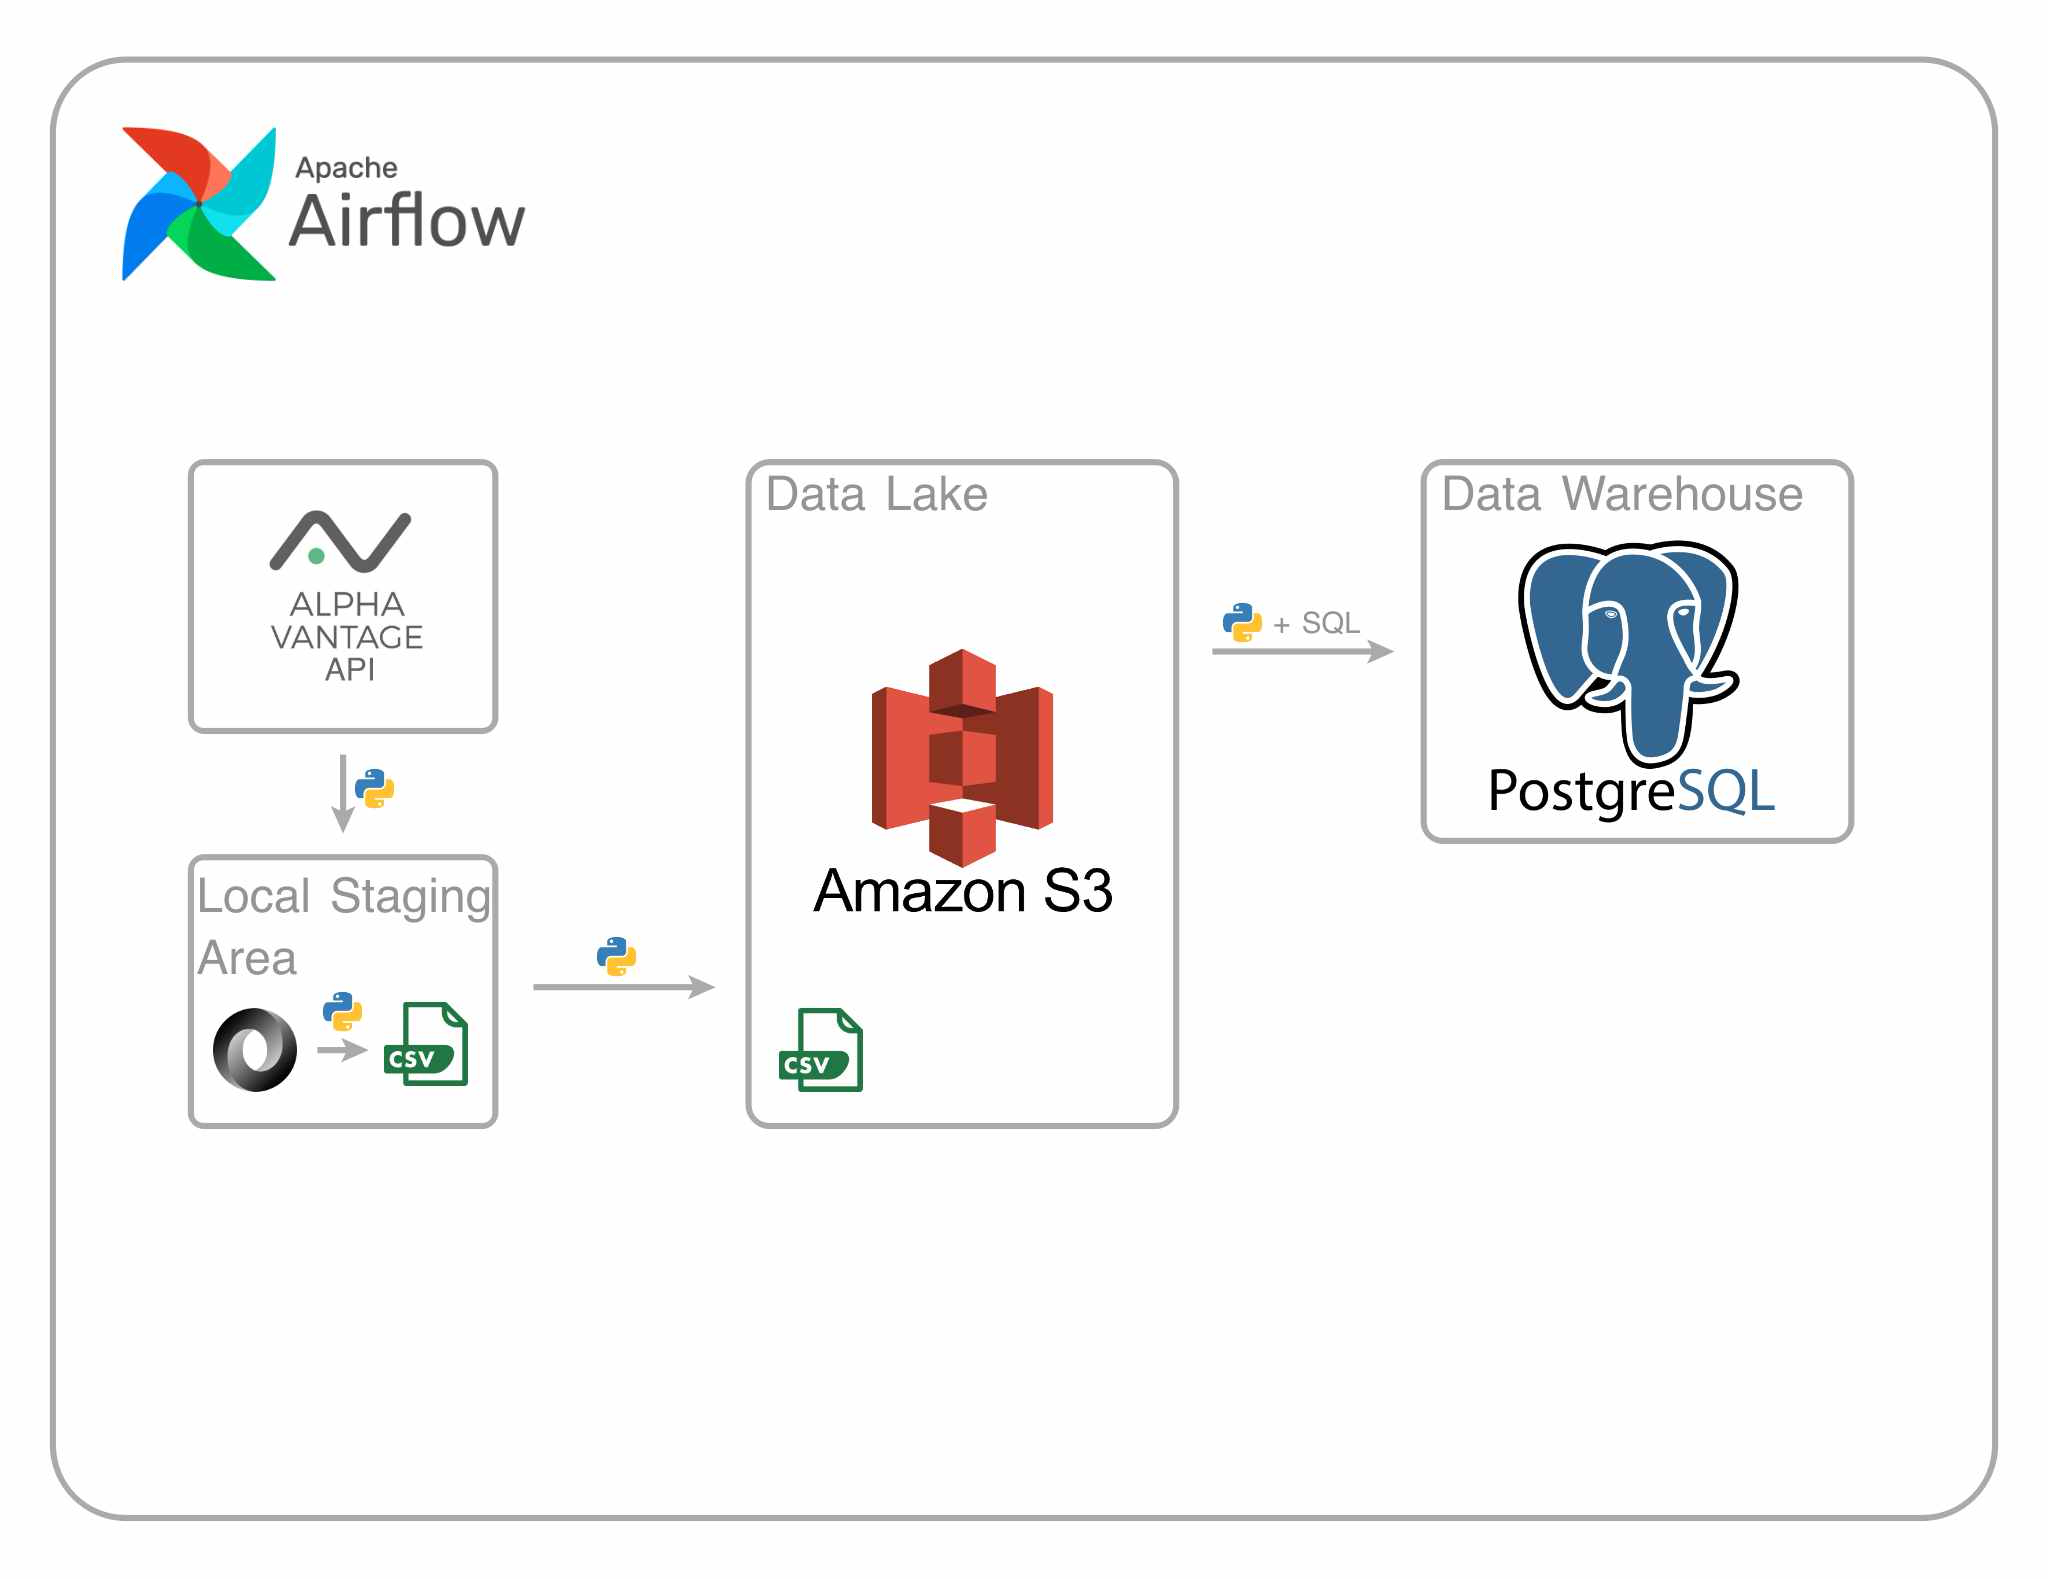 Apache
Airflow
ALPHA
VANTAGE
API
Local Staging
Area
CSV
Data Lake
Amazon S3
CSV
+ SQL
Data Warehouse
PostgreSQL